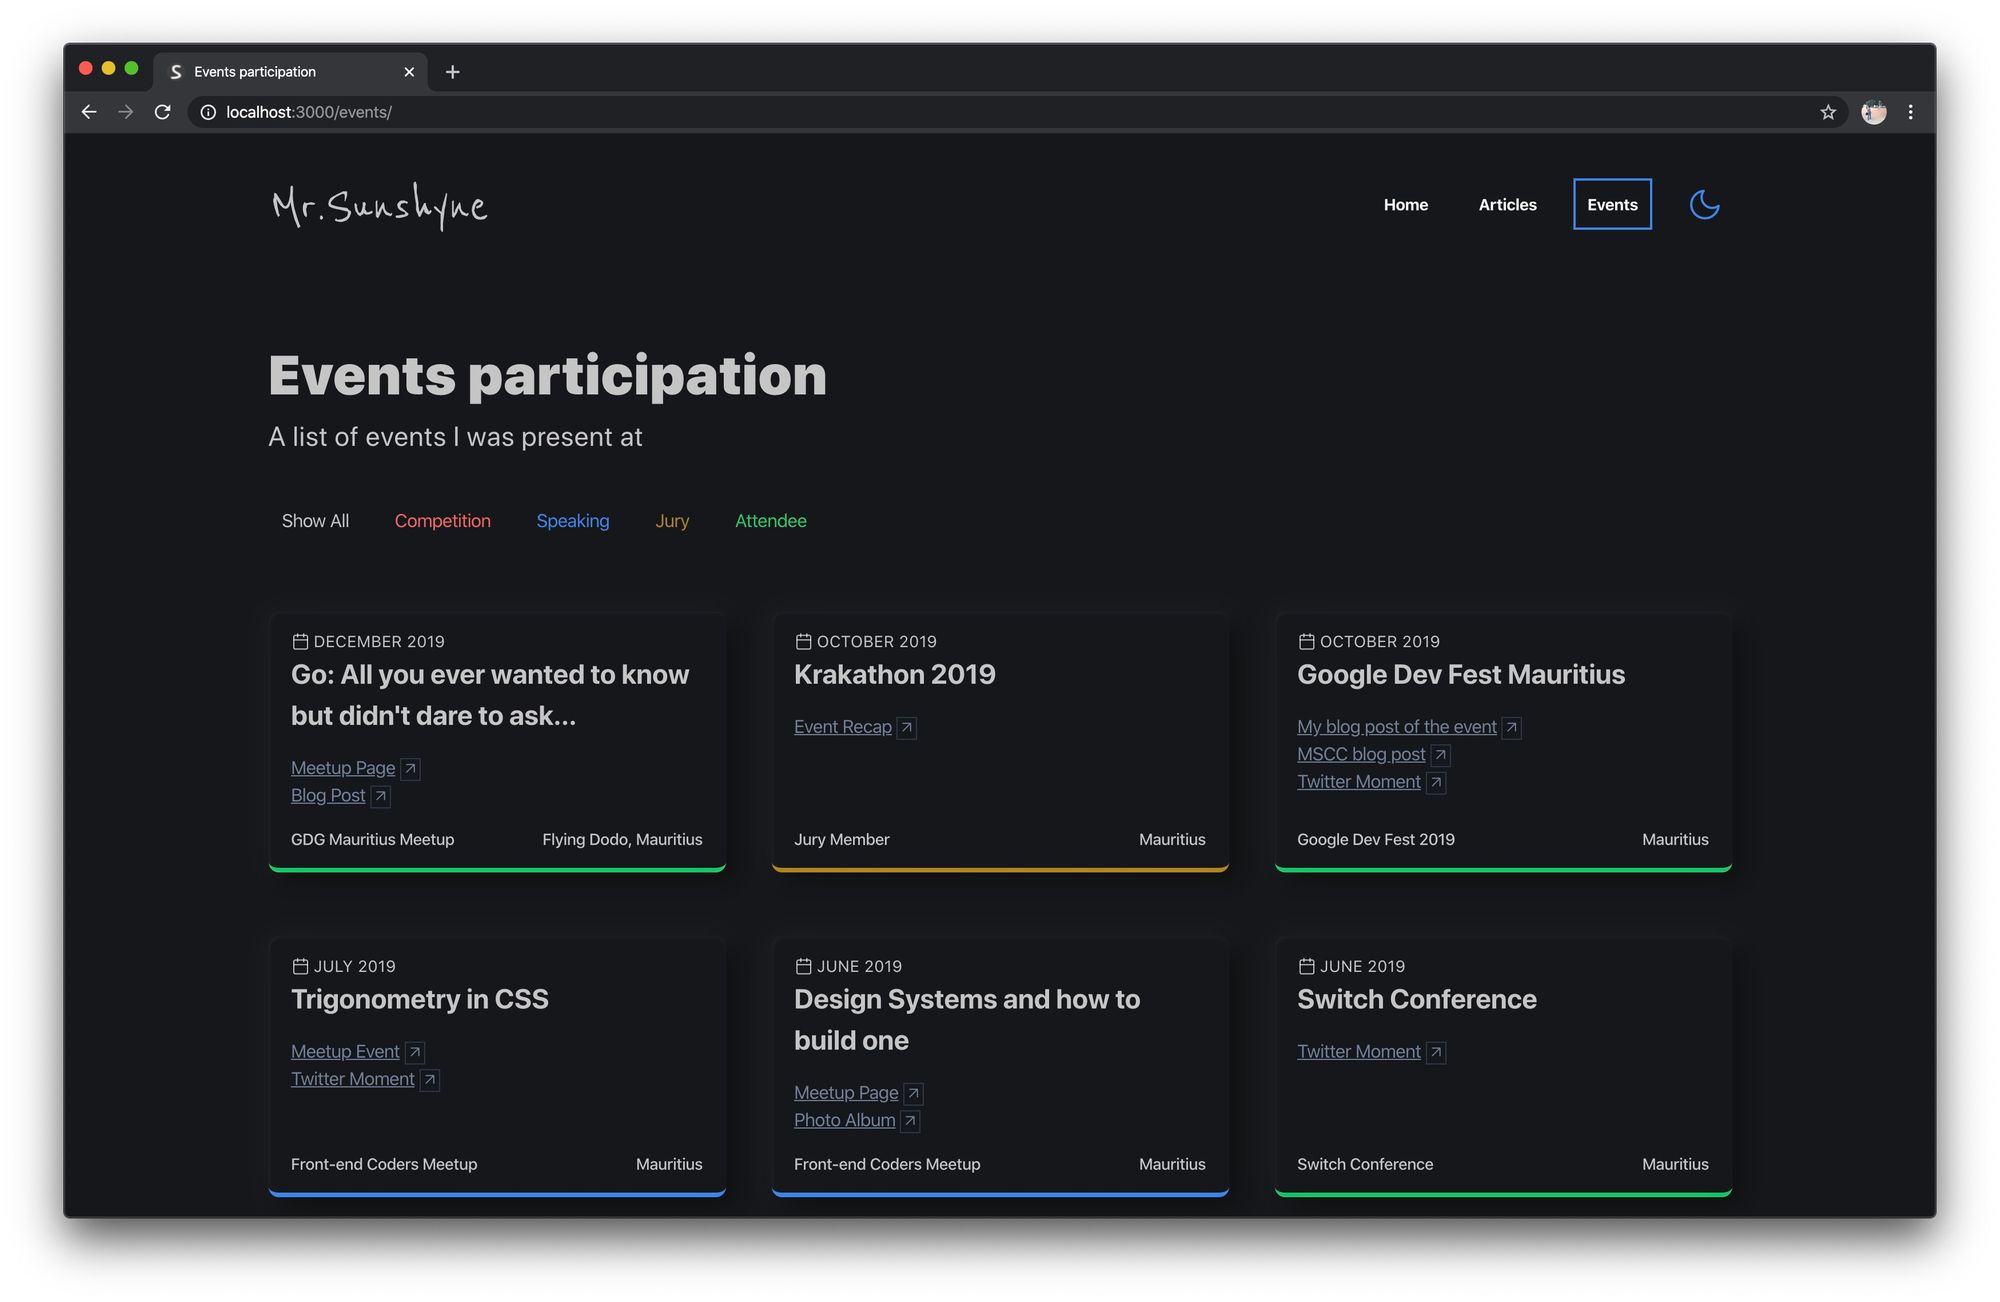 Events participation
localhost:3000/events/
Mr.Sunshyne
Home
Articles
Events
Events participation
A list of events I was present at
Show All
Competition
Speaking
Jury
Attendee
DECEMBER 2019
Go: All you ever wanted to know
but didn't dare to ask...
Meetup Page
Blog Post
GDG Mauritius Meetup
Flying Dodo, Mauritius
OCTOBER 2019
Krakathon 2019
Event Recap
Jury Member
Mauritius
OCTOBER 2019
Google Dev Fest Mauritius
My blog post of the event
MSCC blog post
Twitter Moment
Google Dev Fest 2019
Mauritius
JULY 2019
Trigonometry in CSS
Meetup Event
Twitter Moment
Front-end Coders Meetup
Mauritius
JUNE 2019
Design Systems and how to
build one
Meetup Page
Photo Album
Front-end Coders Meetup
Mauritius
JUNE 2019
Switch Conference
Twitter Moment
Switch Conference
Mauritius